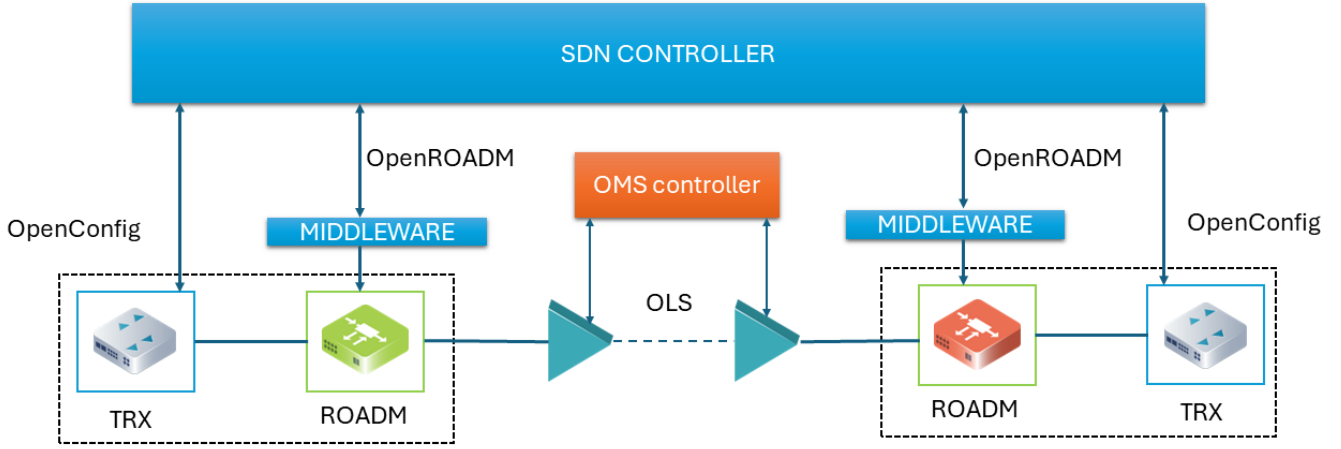 SDN CONTROLLER
OpenROADM
OpenROADM
OMS controller
OpenConfig
MIDDLEWARE
MIDDLEWARE
OpenConfig
OLS
TRX
ROADM
ROADM
TRX